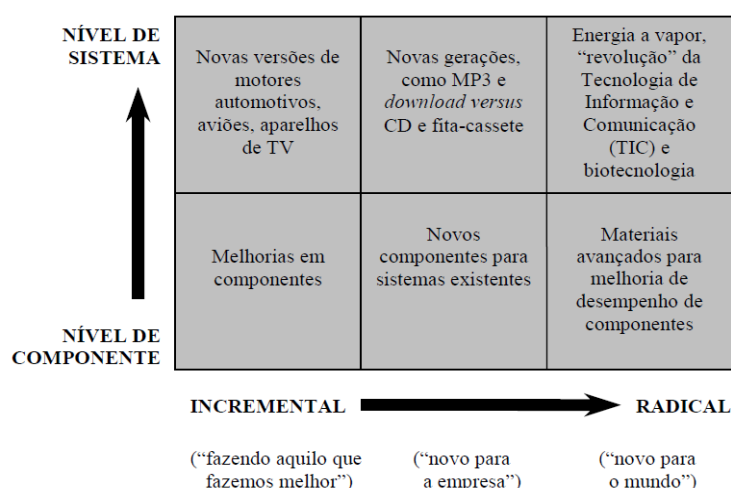 NÍVEL DE
SISTEMA
Novas versões de
motores
automotivos,
aviões, aparelhos
de TV
Novas gerações,
como MP3 e
download versus
CD e fita-cassete
Energia a vapor,
“revolução” da
Tecnologia de
Informação e
Comunicação
(TIC) e
biotecnologia
Melhorias em
componentes
Novos
componentes para
sistemas existentes
Materiais
avançados para
melhoria de
desempenho de
componentes
NÍVEL DE
COMPONENTE
INCREMENTAL
RADICAL
(“fazendo aquilo que
fazemos melhor”)
(“novo para
a empresa”)
(“novo para
o mundo”)